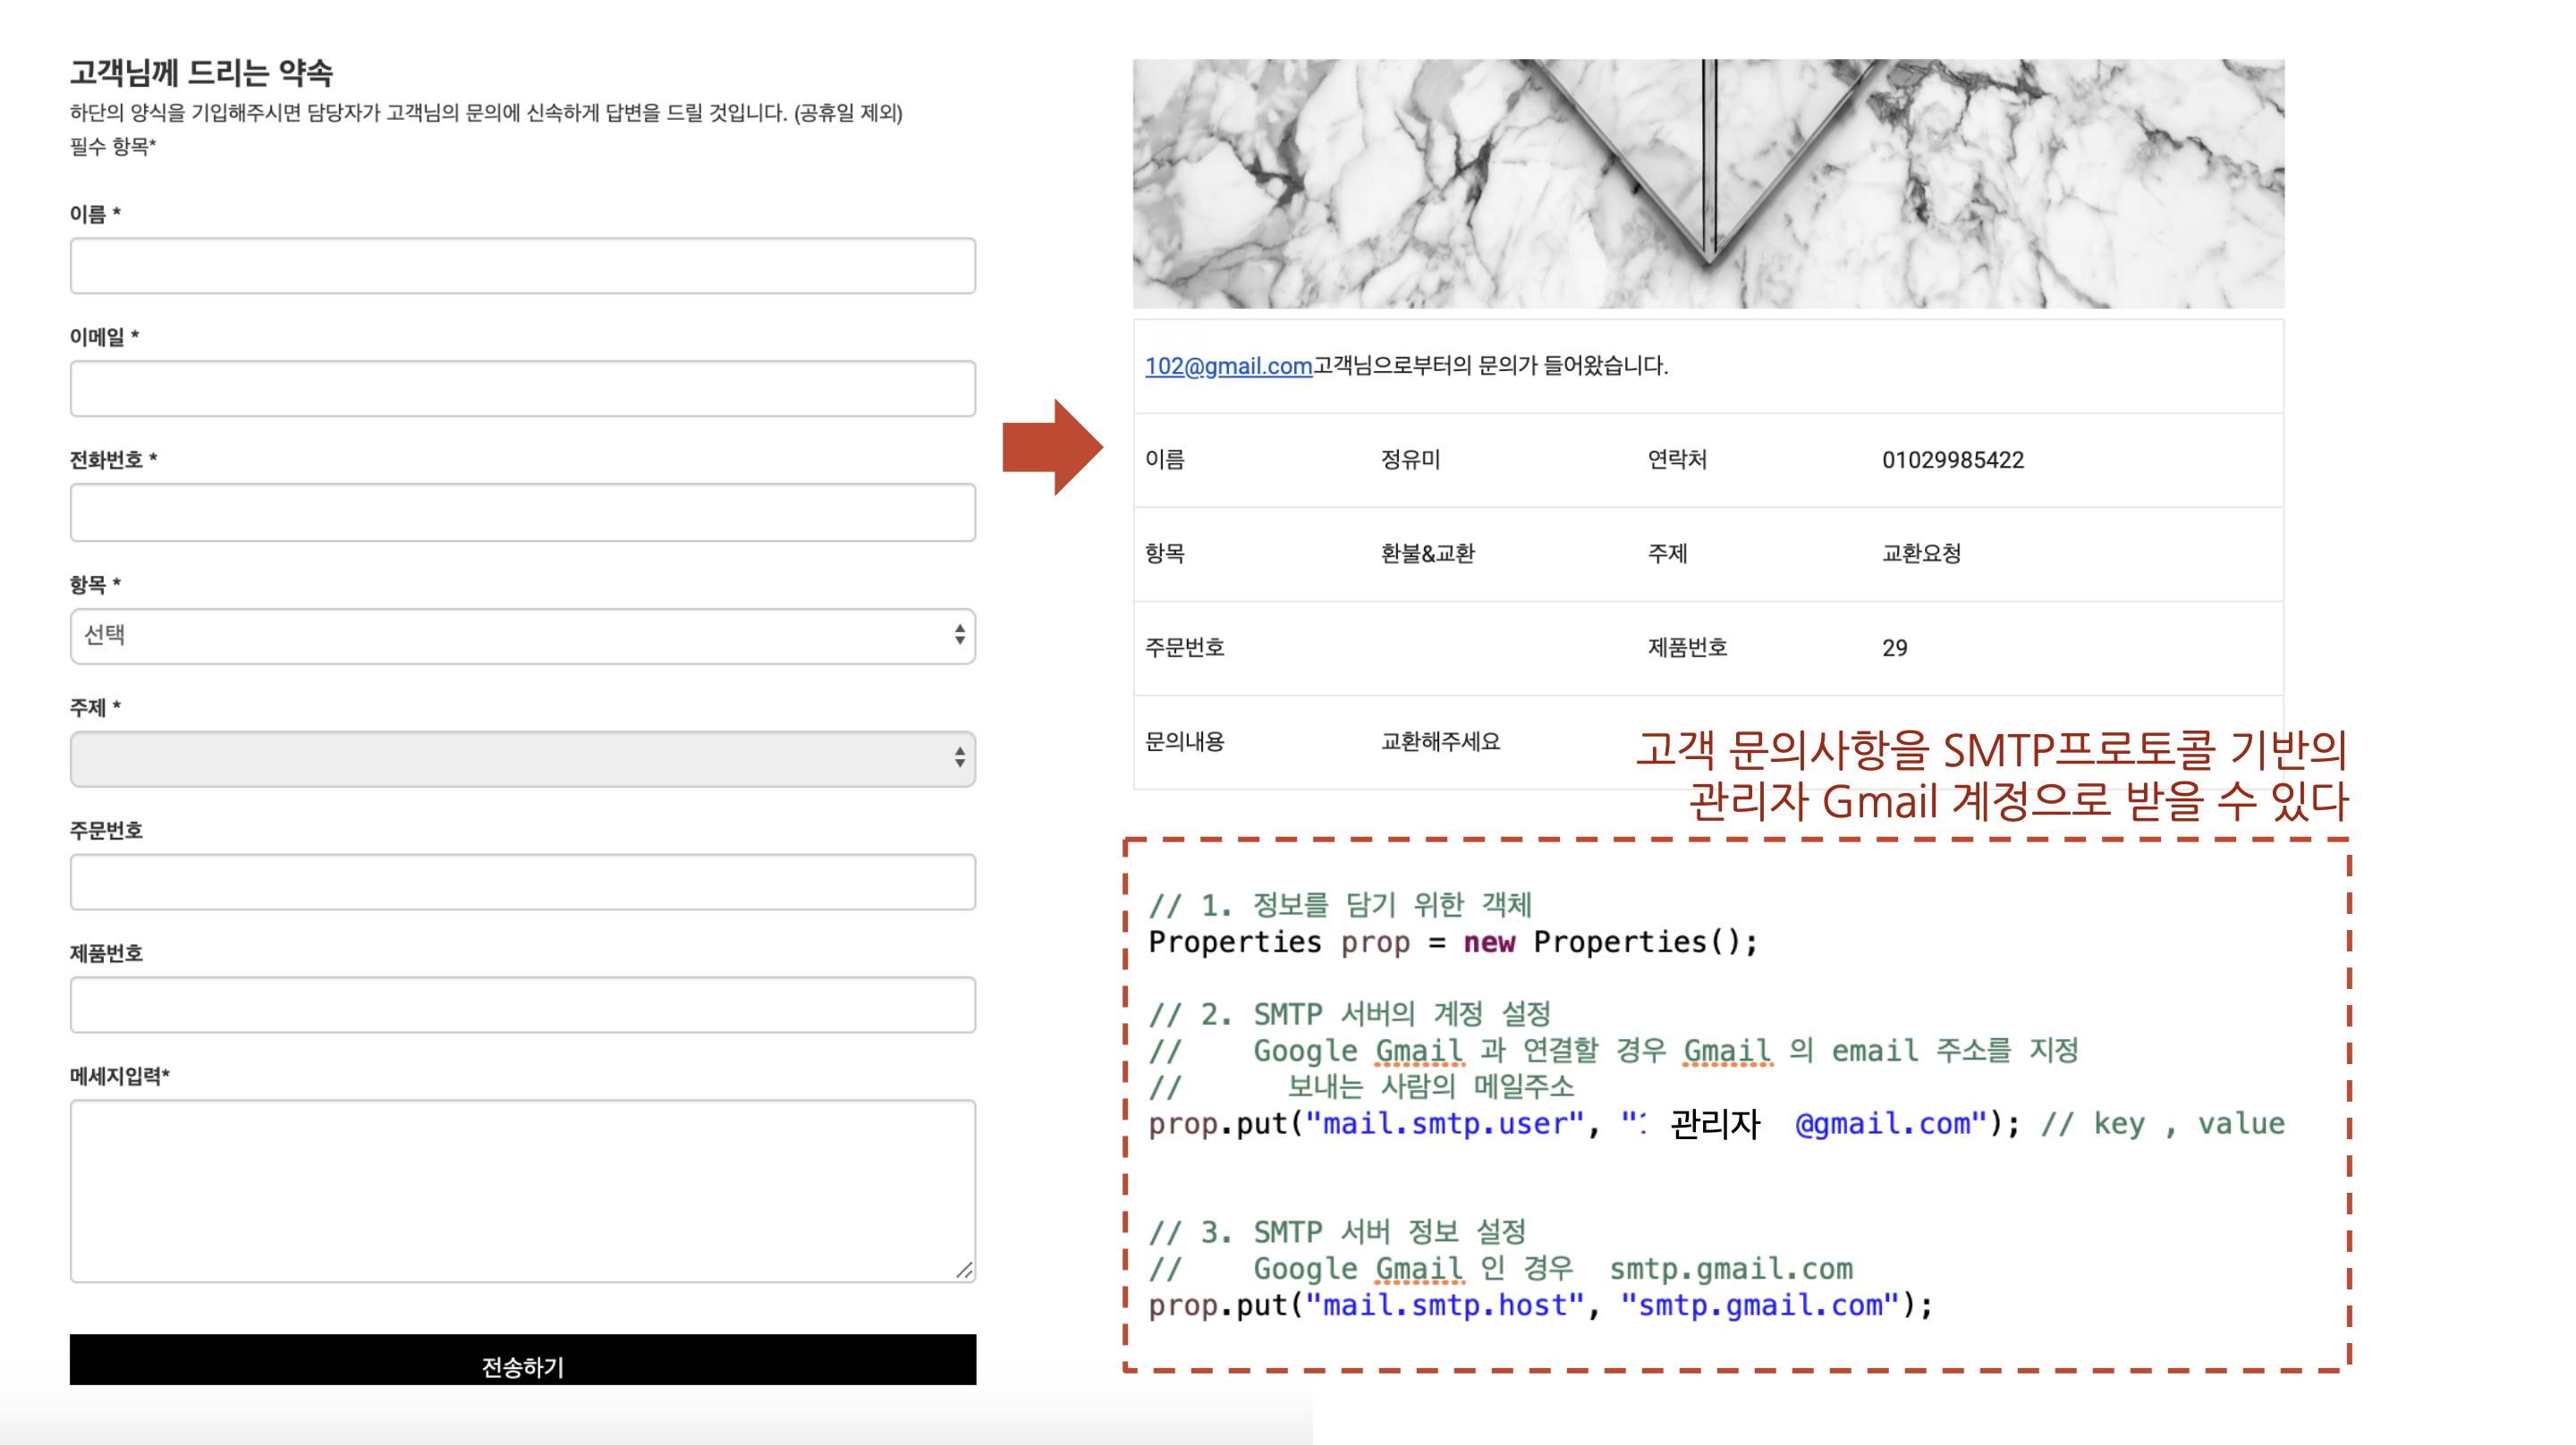 고객님께 드리는 약속
하단의 양식을 기입해주시면 담당자가 고객님의 문의에 신속하게 답변을 드릴 것입니다. (공휴일 제외)
필수 항목*
이름 *
이메일 *
전화번호 *
항목 *
선택
주제 *
주문번호
제품번호
메세지입력*
전송하기
102@gmail.com고객님으로부터의 문의가 들어왔습니다.
이름 정유미 연락처 01029985422
항목 환불&교환 주제 교환요청
주문번호 제품번호 29
문의내용 교환해주세요
고객 문의사항을 SMTP프로토콜 기반의
관리자 Gmail 계정으로 받을 수 있다
// 1. 정보를 담기 위한 객체
Properties prop = new Properties();
// 2. SMTP 서버의 계정 설정
// Google Gmail 과 연결할 경우 Gmail 의 email 주소를 지정
// 보내는 사람의 메일주소
prop.put("mail.smtp.user", " 관리자 @gmail.com"); // key , value
// 3. SMTP 서버 정보 설정
// Google Gmail 인 경우 smtp.gmail.com
prop.put("mail.smtp.host", "smtp.gmail.com");